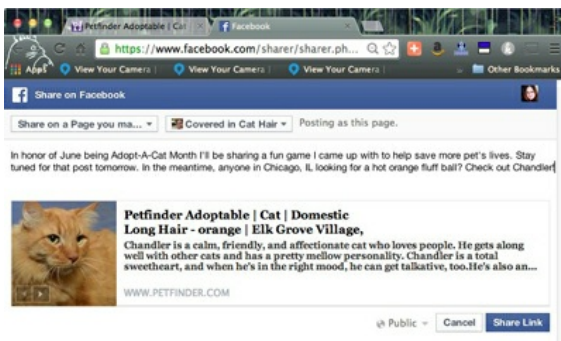 Petfinder Adoptable | Cat
Facebook
https://www.facebook.com/sharer/sharer.ph...
Apps View Your Camera | View Your Camera | View Your Camera | Other Bookmarks
Share on Facebook
Share on a Page you ma... Covered in Cat Hair Posting as this page.
In honor of June being Adopt-A-Cat Month I'll be sharing a fun game I came up with to help save more pet's lives. Stay
tuned for that post tomorrow. In the meantime, anyone in Chicago, IL looking for a hot orange fluff ball? Check out Chandler
Petfinder Adoptable | Cat | Domestic
Long Hair - orange | Elk Grove Village,
Chandler is a calm, friendly, and affectionate cat who loves people. He gets along
well with other cats and has a pretty mellow personality. Chandler is a total
sweetheart, and when he's in the right mood, he can get talkative, too.He's also an...
WWW.PETFINDER.COM
Public Cancel Share Link